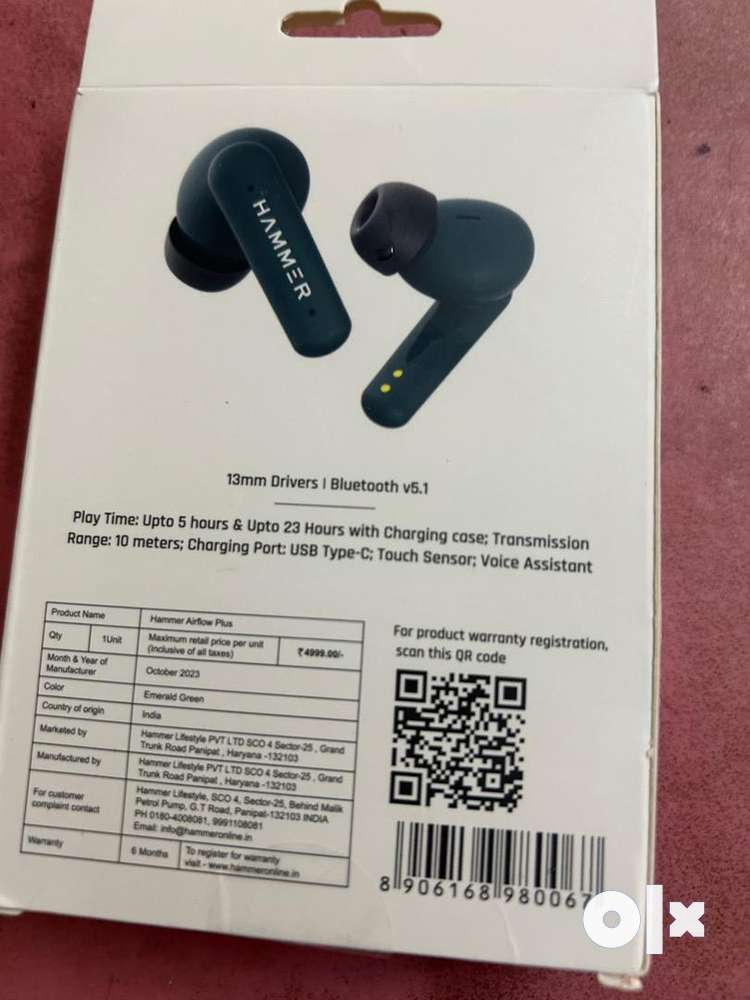 HAMMER
13mm Drivers | Bluetooth v5.1
Play Time: Upto 5 hours & Upto 23 Hours with Charging case; Transmission
Range: 10 meters; Charging Port: USB Type-C; Touch Sensor; Voice Assistant
Product Name Hammer Airflow Plus
Qty 1Unit Maximum retail price per unit
(inclusive of all taxes) ₹4999.00/-
Month & Year of
Manufacturer October 2023
Color Emerald Green
Country of origin India
Marketed by Hammer Lifestyle PVT LTD SCO 4 Sector-25 , Grand
Trunk Road Panipat , Haryana -132103
Manufactured by Hammer Lifestyle PVT LTD SCO 4 Sector-25 , Grand
Trunk Road Panipat , Haryana -132103
For customer
complaint contact Hammer Lifestyle, SCO 4, Sector-25, Behind Malik
Petrol Pump, G.T Road, Panipat-132103 INDIA
PH 0180-4008081, 9991108081
Email: info@hammeronline.in
Warranty 6 Months To register for warranty
visit - www.hammeronline.in
For product warranty registration,
scan this QR code
8 906168 980067
olx